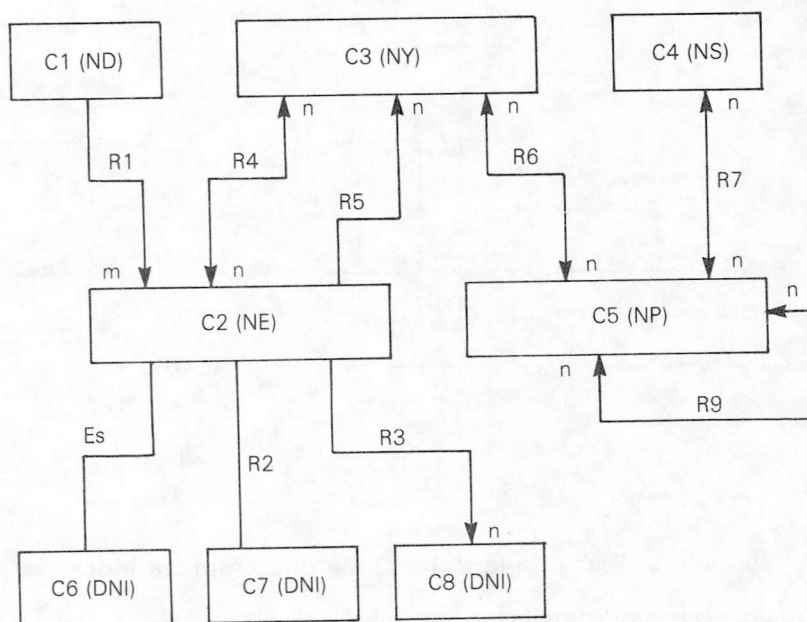 C1 (ND)
C3 (NY)
C4 (NS)
n
n
n
n
R1
R4
R5
R6
R7
m
n
n
n
n
C2 (NE)
C5 (NP)
n
R9
Es
R2
R3
n
C6 (DNI)
C7 (DNI)
C8 (DNI)